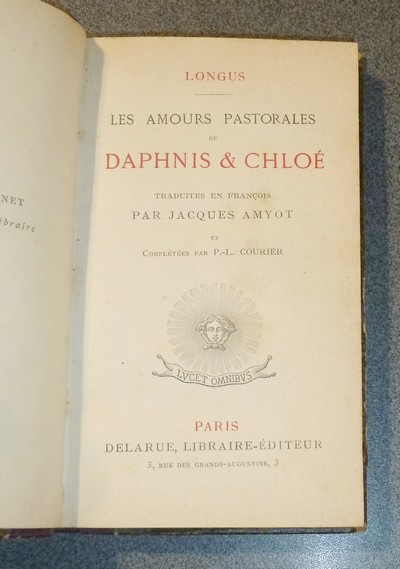 NET
ibraire
LONGUS
LES AMOURS PASTORALES
DE
DAPHNIS & CHLOÉ
TRADUITES EN FRANÇOIS
PAR JACQUES AMYOT
ET
COMPLÉTÉES PAR P.-L. COURIER
LVCET OMNIBVS
PARIS
DELARUE, LIBRAIRE-ÉDITEUR
3, RUE DES GRANDS-AUGUSTINS, 3